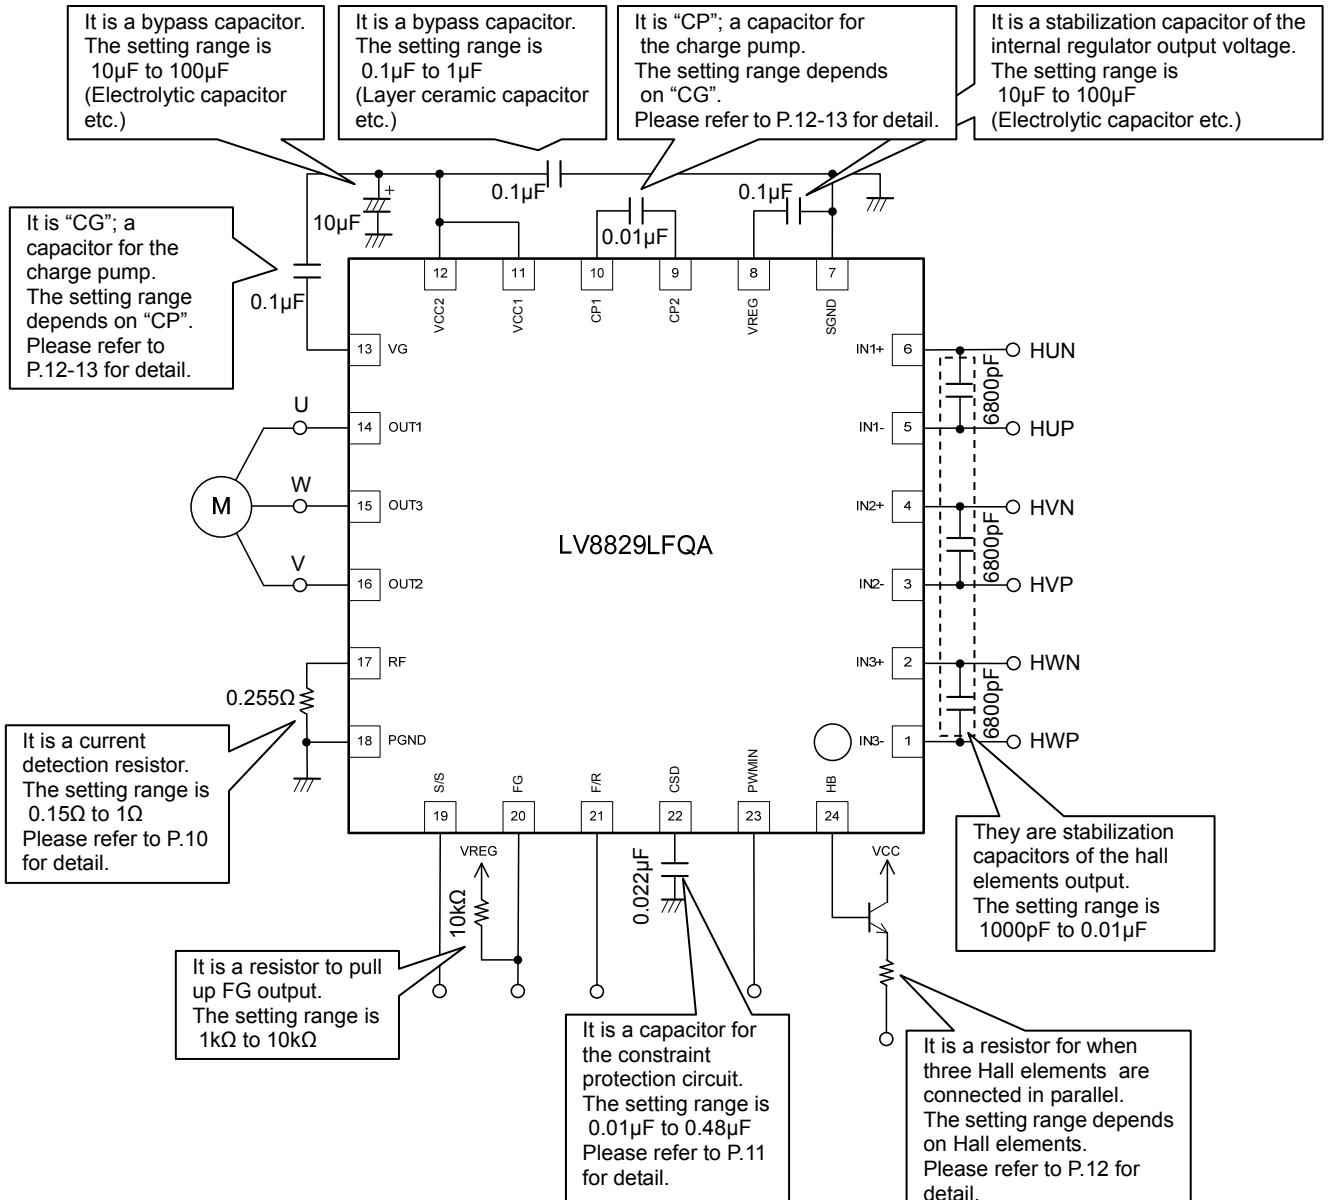 It is a bypass capacitor.
The setting range is
10µF to 100µF
(Electrolytic capacitor
etc.)
It is a bypass capacitor.
The setting range is
0.1µF to 1µF
(Layer ceramic capacitor
etc.)
It is “CP”; a capacitor for
the charge pump.
The setting range depends
on “CG”.
Please refer to P.12-13 for detail.
It is a stabilization capacitor of the
internal regulator output voltage.
The setting range is
10µF to 100µF
(Electrolytic capacitor etc.)
It is “CG”; a
capacitor for the
charge pump.
The setting range
depends on “CP”.
Please refer to
P.12-13 for detail.
+
10µF
0.1µF
0.01µF
0.1µF
0.1µF
12
11
10
9
8
7
VCC2
VCC1
CP1
CP2
VREG
SGND
13 VG
IN1+ 6
HUN
6800pF
U
14 OUT1
IN1- 5
HUP
M
W
15 OUT3
IN2+ 4
HVN
6800pF
LV8829LFQA
V
16 OUT2
IN2- 3
HVP
17 RF
IN3+ 2
HWN
6800pF
0.255Ω
18 PGND
IN3- 1
HWP
S/S
FG
F/R
CSD
PWMIN
HB
19
20
21
22
23
24
VREG
10kΩ
0.022µF
VCC
It is a current
detection resistor.
The setting range is
0.15Ω to 1Ω
Please refer to P.10
for detail.
They are stabilization
capacitors of the hall
elements output.
The setting range is
1000pF to 0.01µF
It is a resistor to pull
up FG output.
The setting range is
1kΩ to 10kΩ
It is a capacitor for
the constraint
protection circuit.
The setting range is
0.01µF to 0.48µF
Please refer to P.11
for detail.
It is a resistor for when
three Hall elements are
connected in parallel.
The setting range depends
on Hall elements.
Please refer to P.12 for
detail.